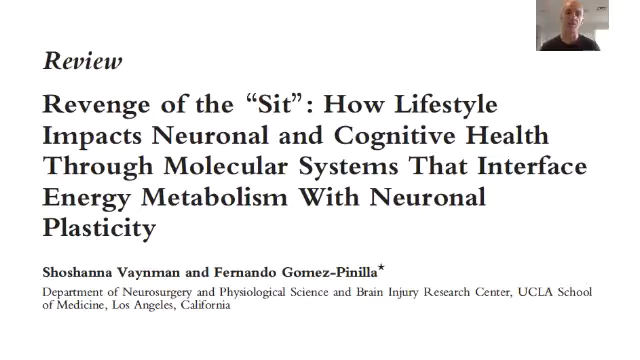 Review
Revenge of the “Sit”: How Lifestyle
Impacts Neuronal and Cognitive Health
Through Molecular Systems That Interface
Energy Metabolism With Neuronal
Plasticity
Shoshanna Vaynman and Fernando Gomez-Pinilla*
Department of Neurosurgery and Physiological Science and Brain Injury Research Center, UCLA School
of Medicine, Los Angeles, California